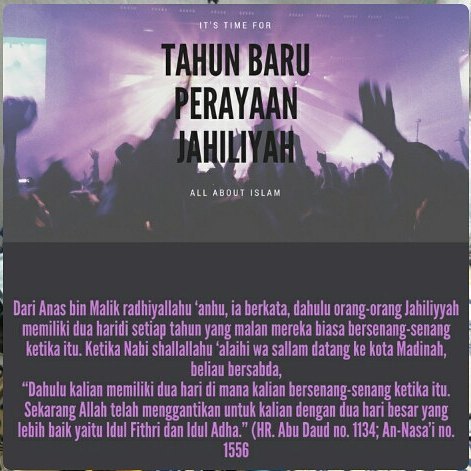 IT'S TIME FOR
TAHUN BARU
PERAYAAN
JAHILIYAH
ALL ABOUT ISLAM
Dari Anas bin Malik radhiyallahu ‘anhu, ia berkata, dahulu orang-orang Jahiliyyah
memiliki dua haridi setiap tahun yang malan mereka biasa bersenang-senang
ketika itu. Ketika Nabi shallallahu ‘alaihi wa sallam datang ke kota Madinah,
beliau bersabda,
“Dahulu kalian memiliki dua hari di mana kalian bersenang-senang ketika itu.
Sekarang Allah telah menggantikan untuk kalian dengan dua hari besar yang
lebih baik yaitu Idul Fithri dan Idul Adha.” (HR. Abu Daud no. 1134; An-Nasa’i no.
1556